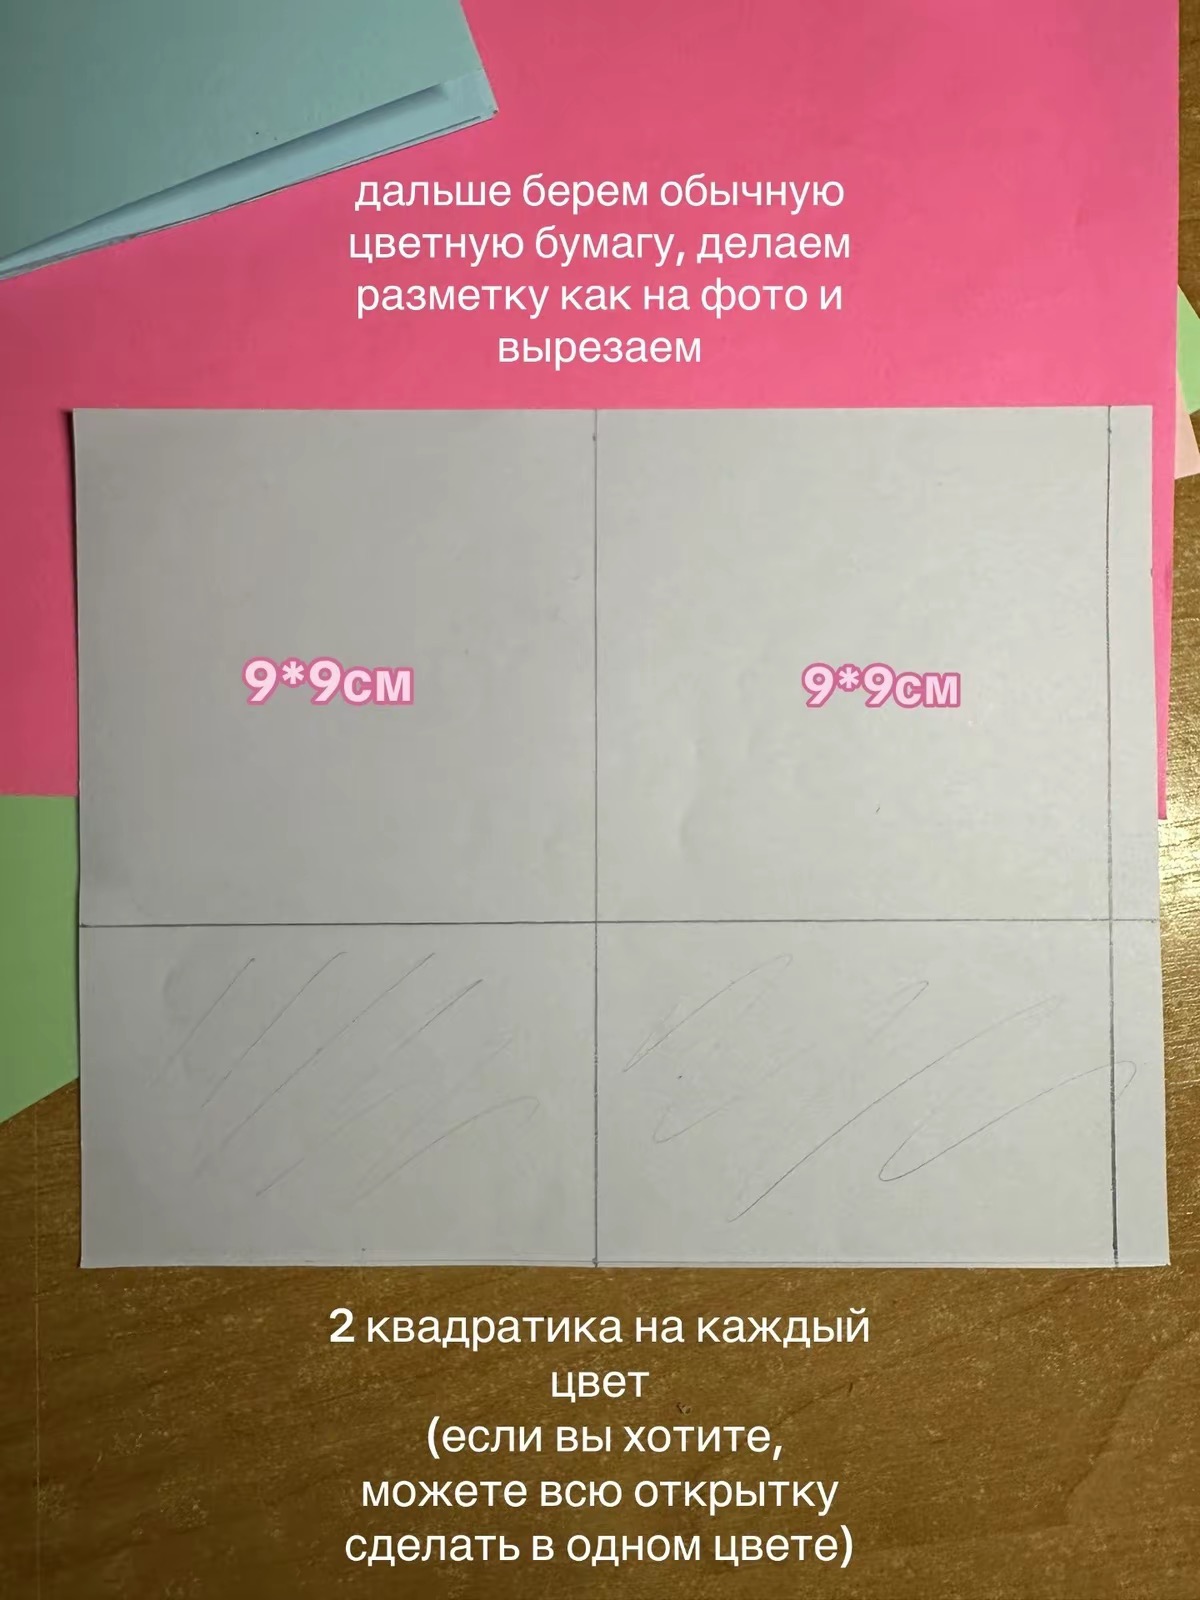 дальше берем обычную
цветную бумагу, делаем
разметку как на фото и
вырезаем
9*9см
9*9см
2 квадратика на каждый
цвет
(если вы хотите,
можете всю открытку
сделать в одном цвете)